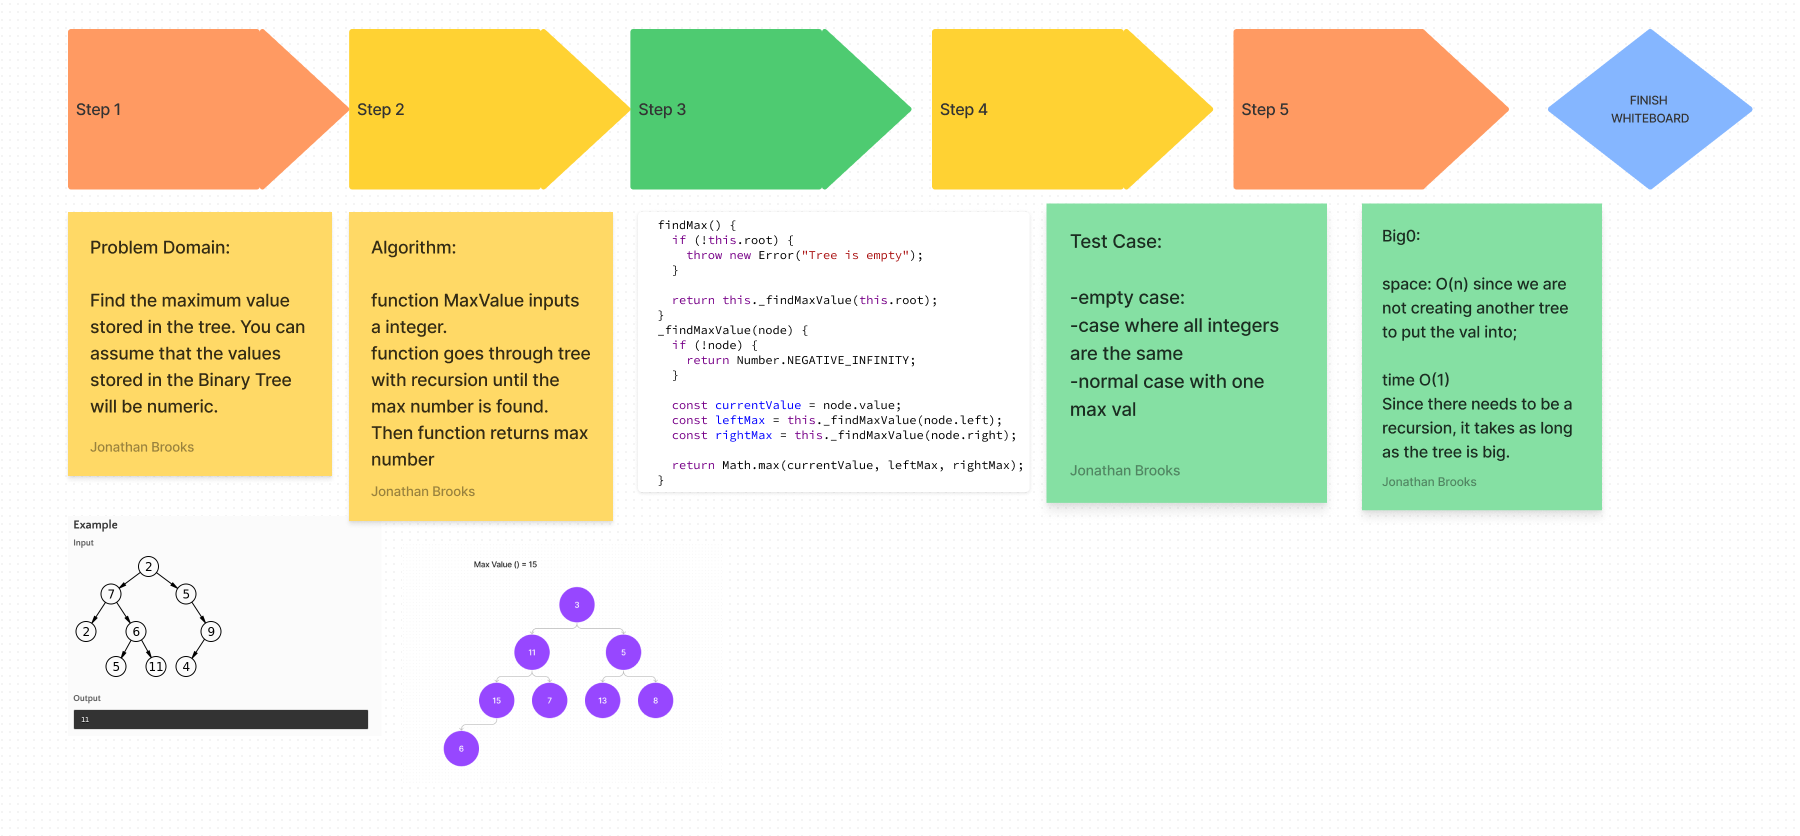 Step 1
Step 2
Step 3
Step 4
Step 5
FINISH
WHITEBOARD
Problem Domain:
Find the maximum value
stored in the tree. You can
assume that the values
stored in the Binary Tree
will be numeric.
Jonathan Brooks
Algorithm:
function MaxValue inputs
a integer.
function goes through tree
with recursion until the
max number is found.
Then function returns max
number
Jonathan Brooks
findMax() {
  if (!this.root) {
    throw new Error("Tree is empty");
  }
  return this._findMaxValue(this.root);
}
_findMaxValue(node) {
  if (!node) {
    return Number.NEGATIVE_INFINITY;
  }
  const currentValue = node.value;
  const leftMax = this._findMaxValue(node.left);
  const rightMax = this._findMaxValue(node.right);
  return Math.max(currentValue, leftMax, rightMax);
}
Test Case:
-empty case:
-case where all integers
are the same
-normal case with one
max val
Jonathan Brooks
Big0:
space: O(n) since we are
not creating another tree
to put the val into;
time O(1)
Since there needs to be a
recursion, it takes as long
as the tree is big.
Jonathan Brooks
Example
Input
2
7 5
2 6 9
5 11 4
Output
11
Max Value () = 15
3
11 5
15 7 13 8
6